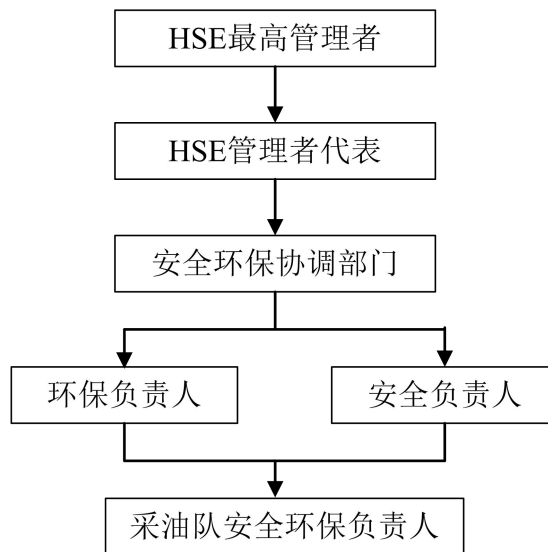 HSE最高管理者
HSE管理者代表
安全环保协调部门
环保负责人
安全负责人
采油队安全环保负责人